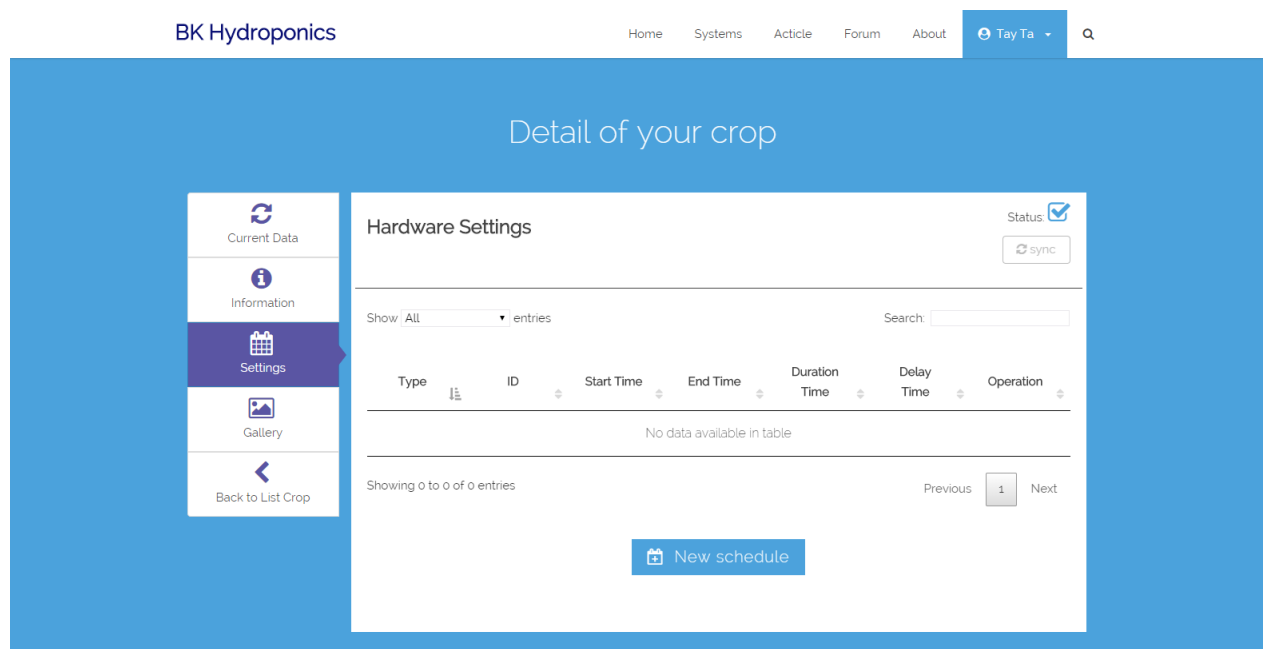 BK Hydroponics
Home Systems Acticle Forum About Tay Ta
Detail of your crop
Current Data
Information
Settings
Gallery
Back to List Crop
Hardware Settings
Status:
sync
Show All entries
Search:
Type ID Start Time End Time Duration Time Delay Time Operation
No data available in table
Showing 0 to 0 of 0 entries
Previous 1 Next
New schedule